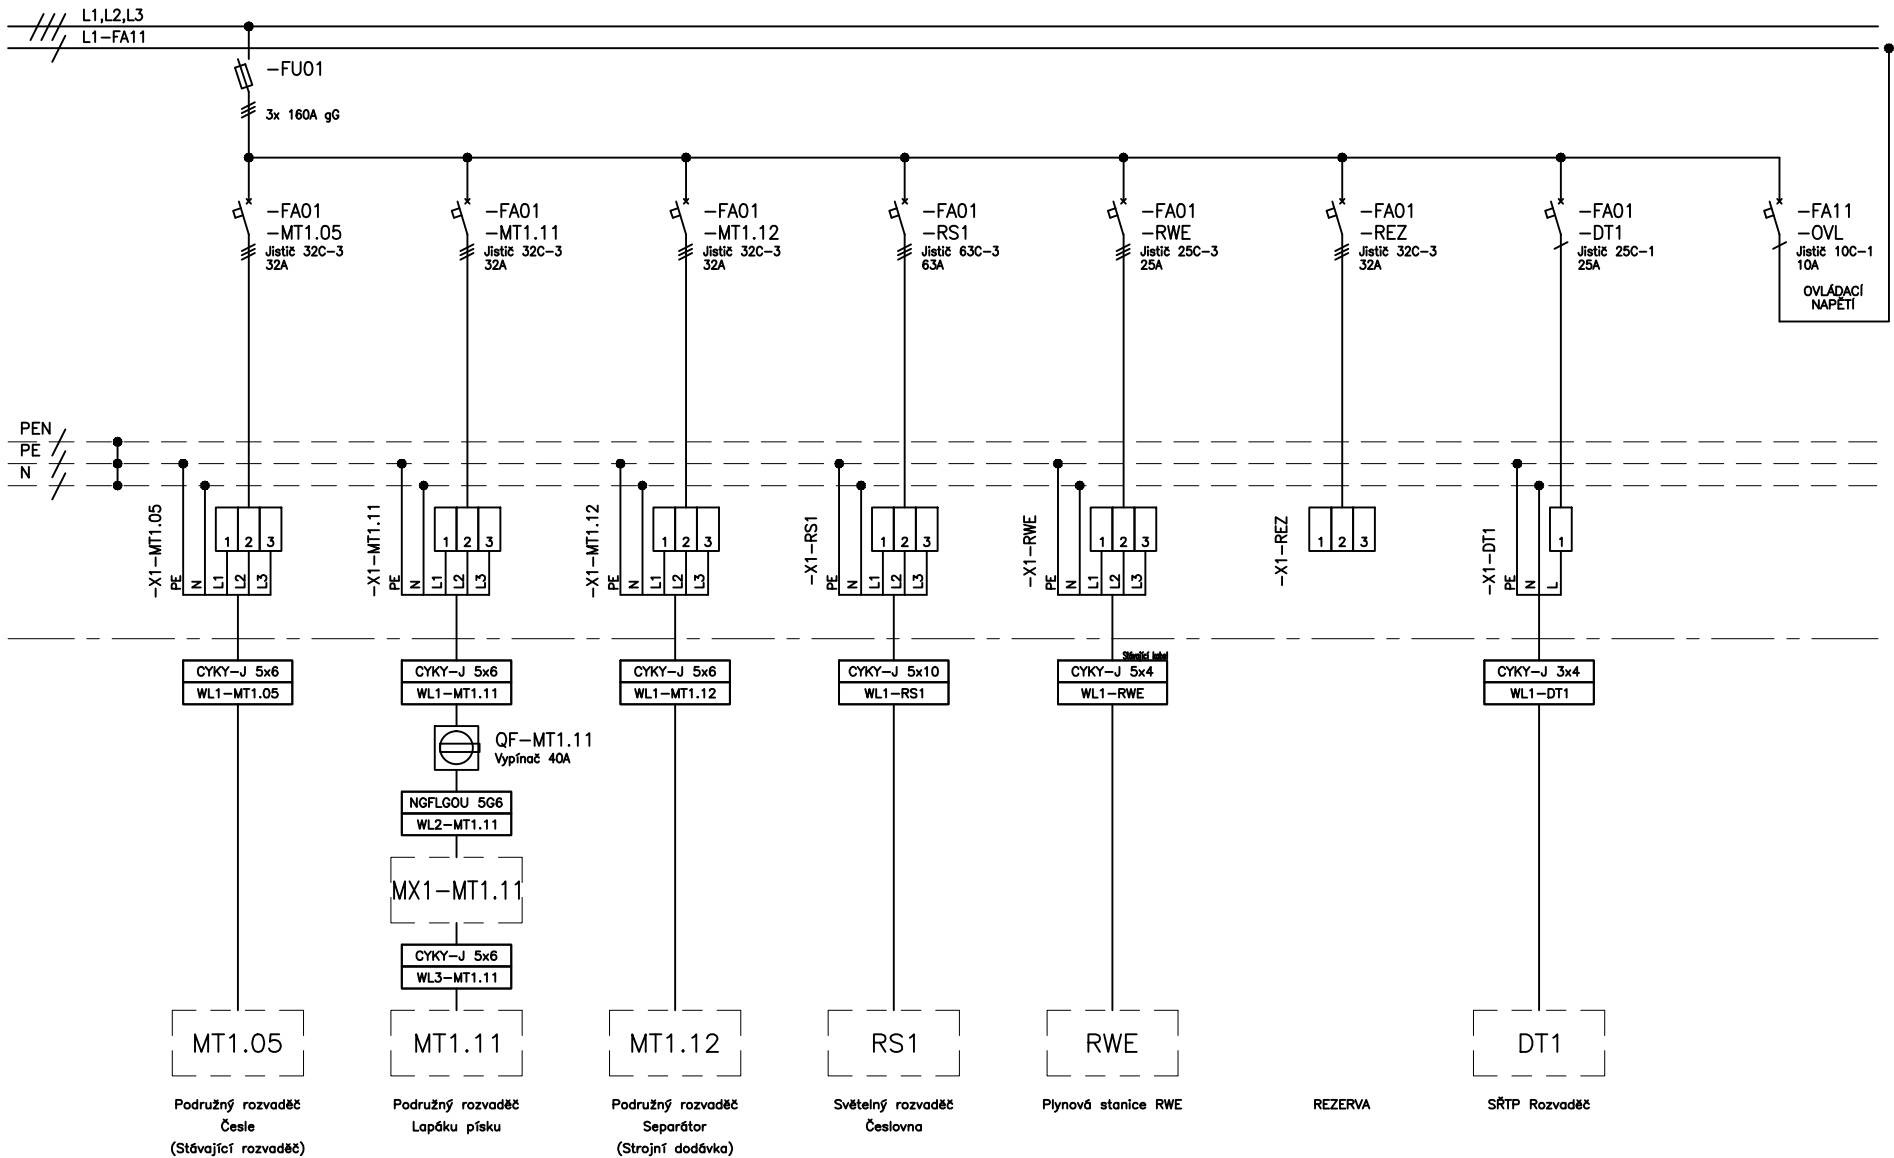 L1,L2,L3
L1-FA11
-FU01
3x 160A gG
-FA01
-MT1.05
Jistič 32C-3
32A
-FA01
-MT1.11
Jistič 32C-3
32A
-FA01
-MT1.12
Jistič 32C-3
32A
-FA01
-RS1
Jistič 63C-3
63A
-FA01
-RWE
Jistič 25C-3
25A
-FA01
-REZ
Jistič 32C-3
32A
-FA01
-DT1
Jistič 25C-1
25A
-FA11
-OVL
Jistič 10C-1
10A
OVLÁDACÍ
NAPĚTÍ
PEN
PE
N
-X1-MT1.05
1 2 3
PE N L1 L2 L3
-X1-MT1.11
1 2 3
PE N L1 L2 L3
-X1-MT1.12
1 2 3
PE N L1 L2 L3
-X1-RS1
1 2 3
PE N L1 L2 L3
-X1-RWE
1 2 3
PE N L1 L2 L3
-X1-REZ
1 2 3
-X1-DT1
1
PE N L
CYKY-J 5x6
WL1-MT1.05
CYKY-J 5x6
WL1-MT1.11
CYKY-J 5x6
WL1-MT1.12
CYKY-J 5x10
WL1-RS1
Stávající kabel
CYKY-J 5x4
WL1-RWE
CYKY-J 3x4
WL1-DT1
QF-MT1.11
Vypínač 40A
NGFLGOU 5G6
WL2-MT1.11
MX1-MT1.11
CYKY-J 5x6
WL3-MT1.11
MT1.05
MT1.11
MT1.12
RS1
RWE
DT1
Podružný rozvaděč
Česle
(Stávající rozvaděč)
Podružný rozvaděč
Lapáku písku
Podružný rozvaděč
Separátor
(Strojní dodávka)
Světelný rozvaděč
Česlovna
Plynová stanice RWE
REZERVA
SŘTP Rozvaděč